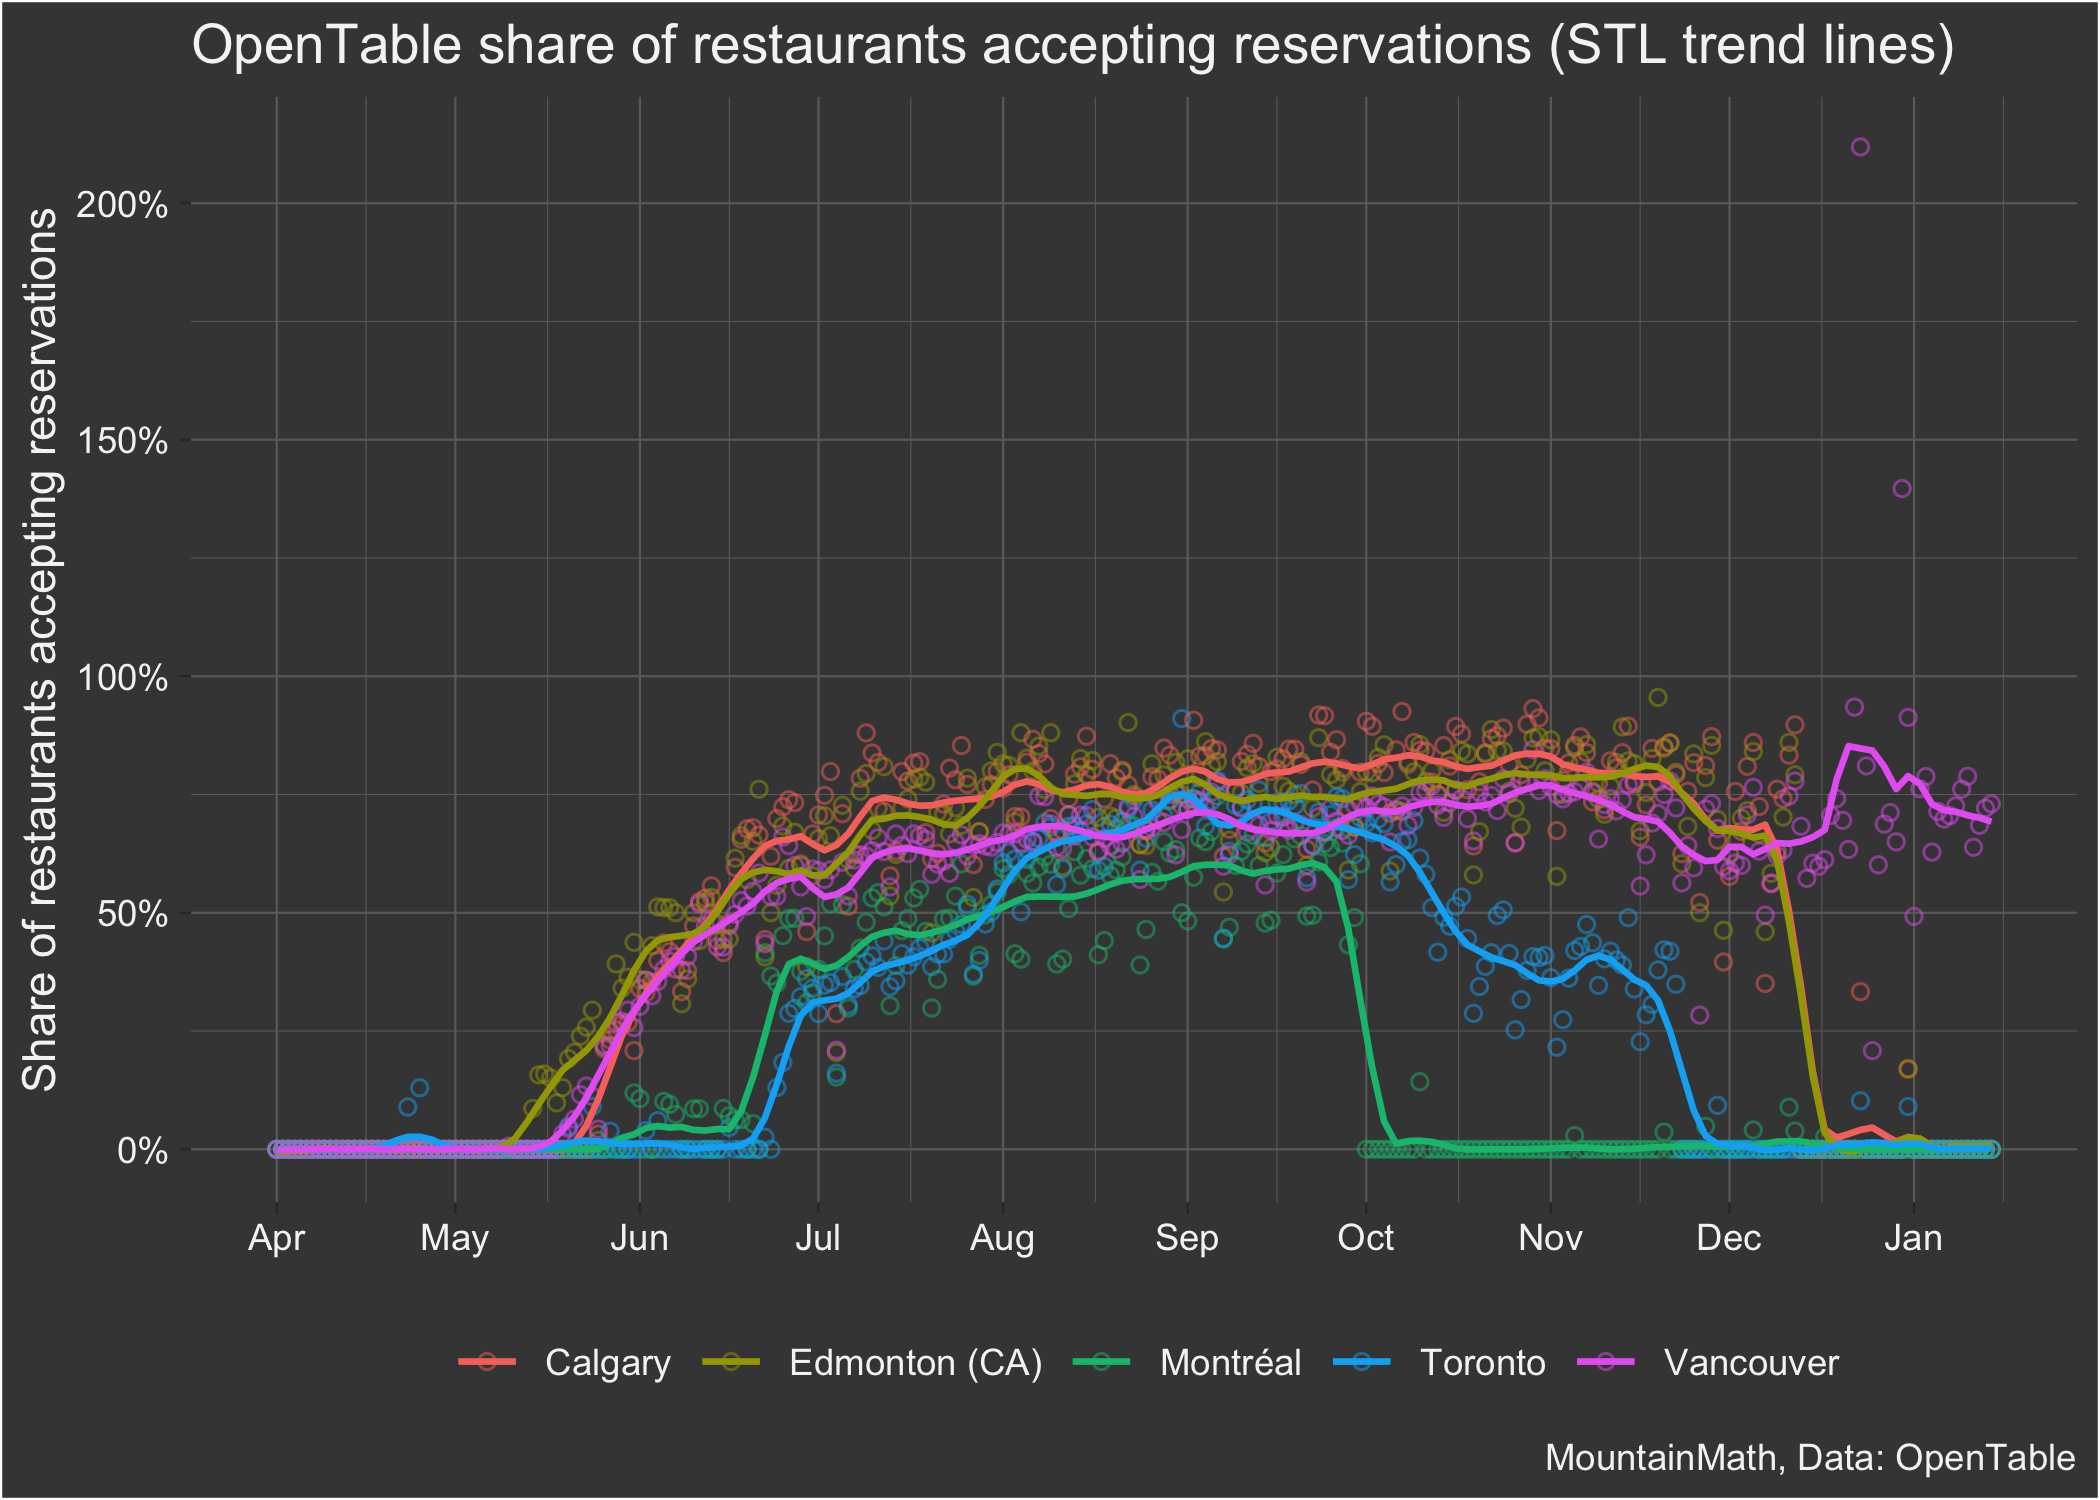 OpenTable share of restaurants accepting reservations (STL trend lines)
Share of restaurants accepting reservations
200%
150%
100%
50%
0%
Apr May Jun Jul Aug Sep Oct Nov Dec Jan
Calgary Edmonton (CA) Montréal Toronto Vancouver
MountainMath, Data: OpenTable